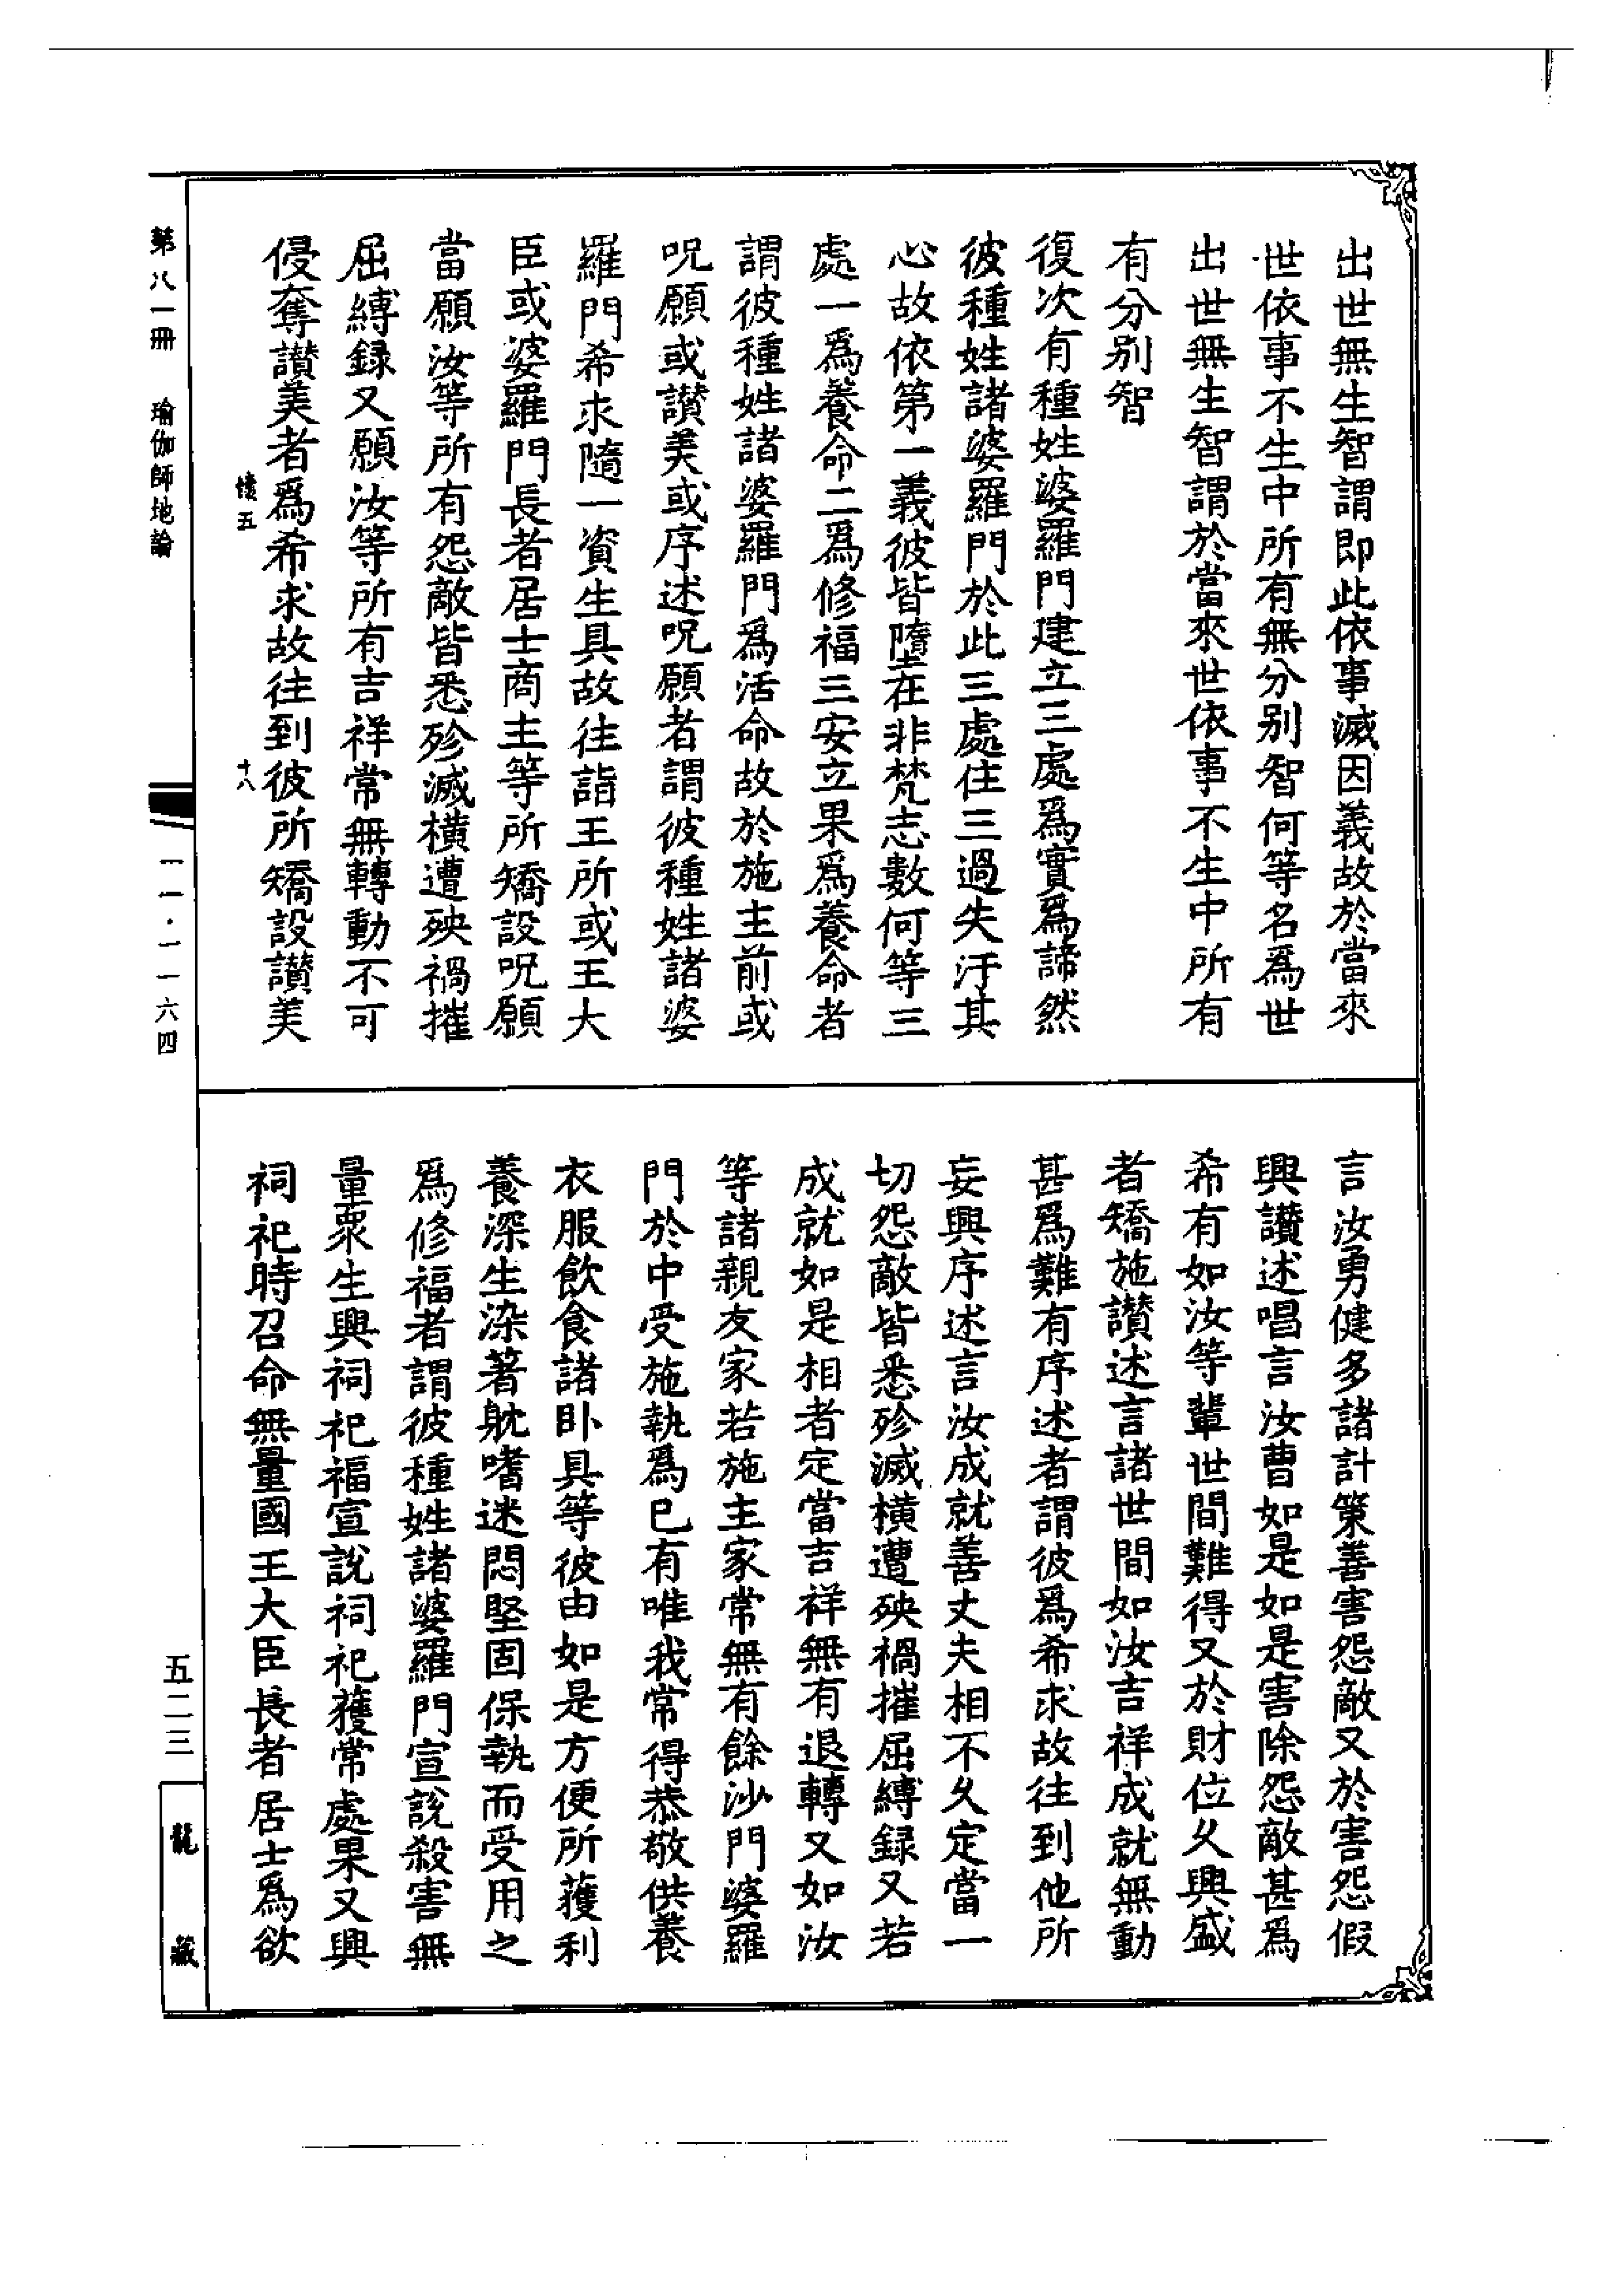 出世無生智謂即此依事滅因義故於當來
世依事不生中所有無分別智何等名爲世
出世無生智謂於當來世依事不生中所有
有分別智
復次有種姓婆羅門建立三處爲實爲諦然
彼種姓諸婆羅門於此三處住三過失汙其
心故依第一義彼皆墮在非梵志數何等三
處一爲養命二爲修福三安立果爲養命者
謂彼種姓諸婆羅門爲活命故於施主前或
呪願或讃美或序述呪願者謂彼種姓諸婆
羅門希求隨一資生具故往詣王所或王大
臣或婆羅門長者居士商主等所矯設呪願
當願汝等所有怨敵皆悉殄滅橫遭殃禍摧
屈縛録又願汝等所有吉祥常無轉動不可
侵奪讃美者爲希求故往到彼所矯設讃美
言汝勇健多諸計策善害怨敵又於害怨假
興讃述唱言汝曹如是如是害除怨敵甚爲
希有如汝等輩世間難得又於財位久興盛
者矯施讃述言諸世間如汝吉祥成就無動
甚爲難有序述者謂彼爲希求故往到他所
妄興序述言汝成就善丈夫相不久定當一
切怨敵皆悉殄滅橫遭殃禍摧屈縛録又若
成就如是相者定當吉祥無有退轉又如汝
等諸親友家若施主家常無有餘沙門婆羅
門於中受施執爲已有唯我常得恭敬供養
衣服飲食諸卧具等彼由如是方便所獲利
養深生染著躭嗜迷悶堅固保執而受用之
爲修福者謂彼種姓諸婆羅門宣說殺害無
量衆生興祠祀福宣說祠祀獲常處果又興
祠祀時召命無量國王大臣長者居士爲欲
懐五
十八
第八一冊 瑜伽師地論
一一·一一六四
五二三
龍藏